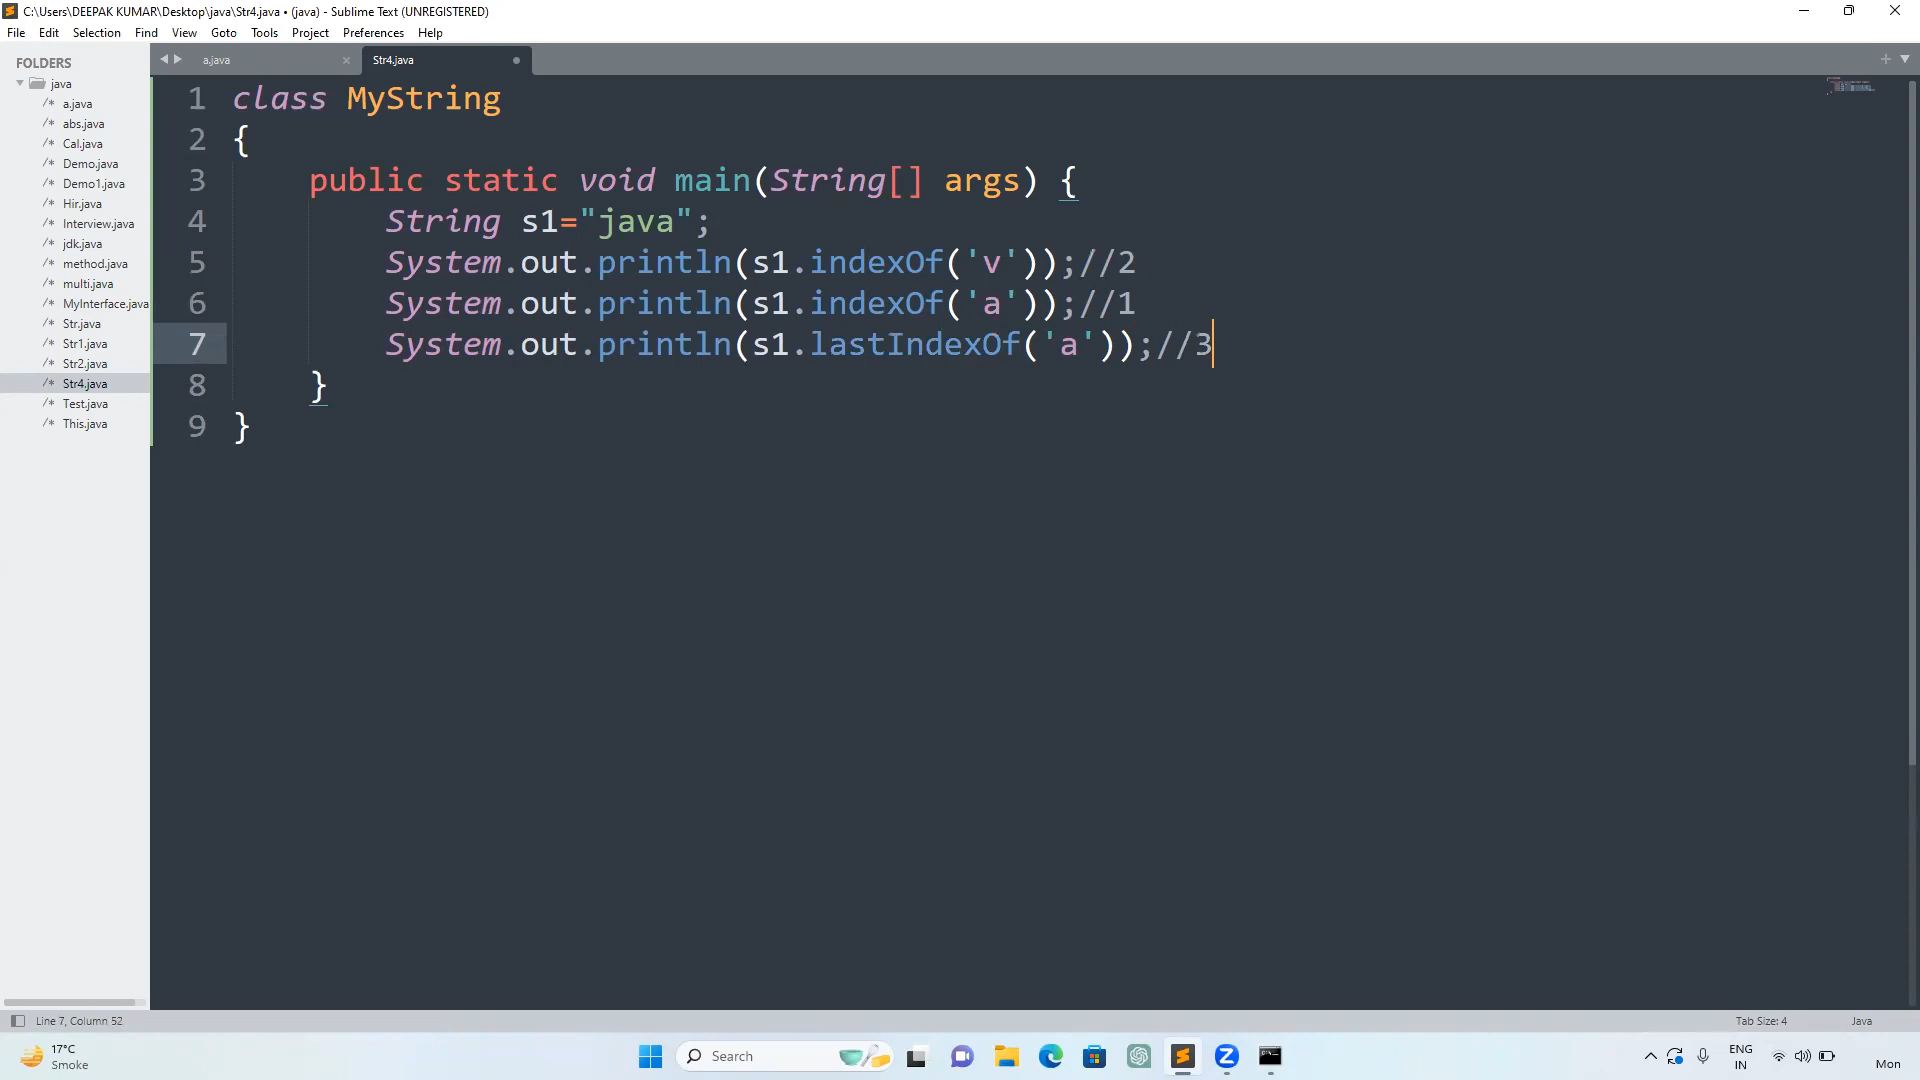 C:\Users\DEEPAK KUMAR\Desktop\java\Str4.java • (java) - Sublime Text (UNREGISTERED)
File Edit Selection Find View Goto Tools Project Preferences Help
FOLDERS
java
a.java
abs.java
Cal.java
Demo.java
Demo1.java
Hir.java
Interview.java
jdk.java
method.java
multi.java
MyInterface.java
Str.java
Str1.java
Str2.java
Str4.java
Test.java
This.java
a.java Str4.java
1 class MyString
2 {
3 public static void main(String[] args) {
4 String s1="java";
5 System.out.println(s1.indexOf('v'));//2
6 System.out.println(s1.indexOf('a'));//1
7 System.out.println(s1.lastIndexOf('a'));//3
8 }
9 }
Line 7, Column 52 Tab Size: 4 Java
17°C
Smoke
Search
ENG
IN
Mon